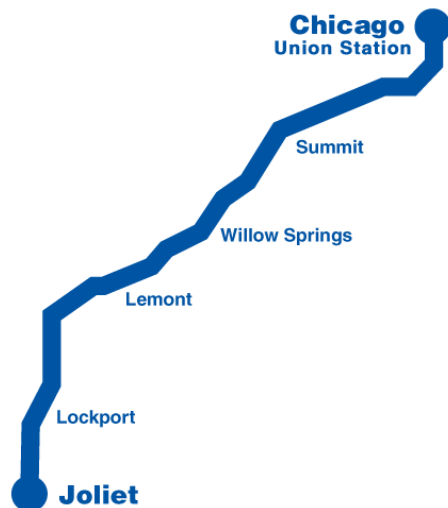 Chicago
Union Station
Summit
Willow Springs
Lemont
Lockport
Joliet